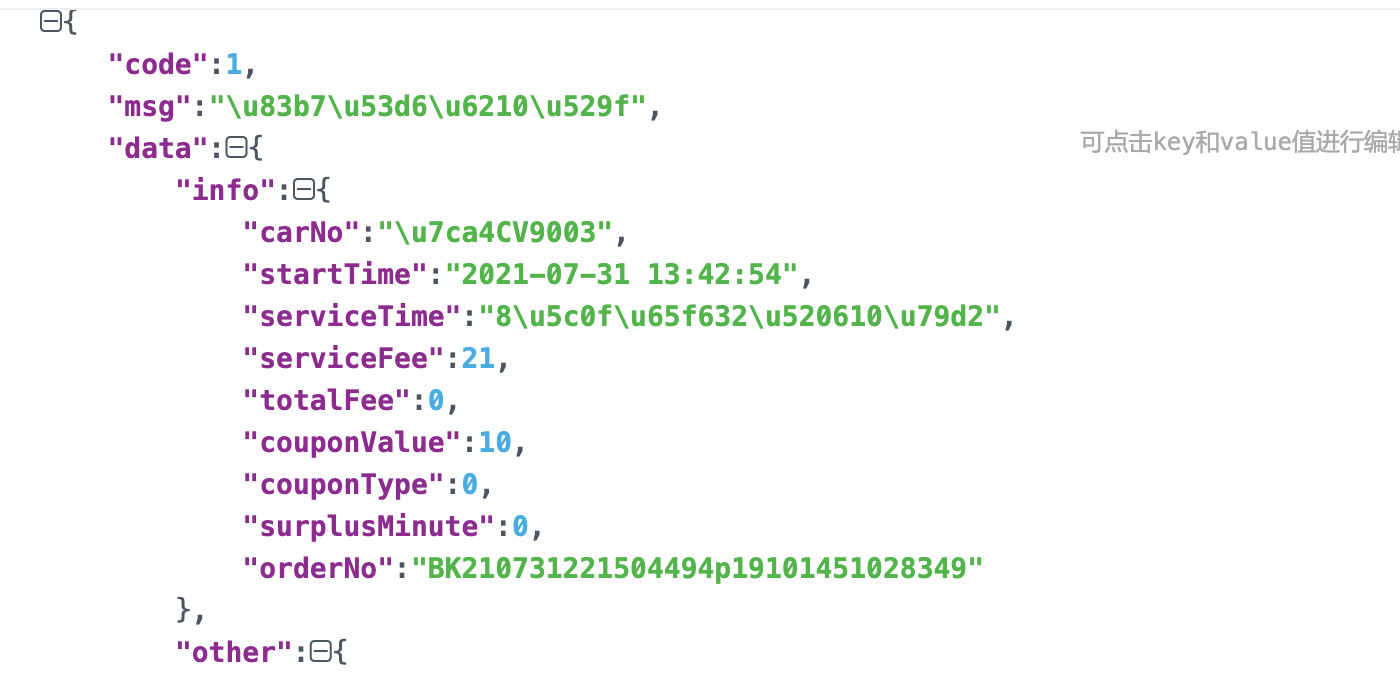 {
"code":1,
"msg":"\u83b7\u53d6\u6210\u529f",
"data":{
可点击key和value值进行编辑
"info":{
"carNo":"\u7ca4CV9003",
"startTime":"2021-07-31 13:42:54",
"serviceTime":"8\u5c0f\u65f632\u520610\u79d2",
"serviceFee":21,
"totalFee":0,
"couponValue":10,
"couponType":0,
"surplusMinute":0,
"orderNo":"BK210731221504494p19101451028349"
},
"other":{